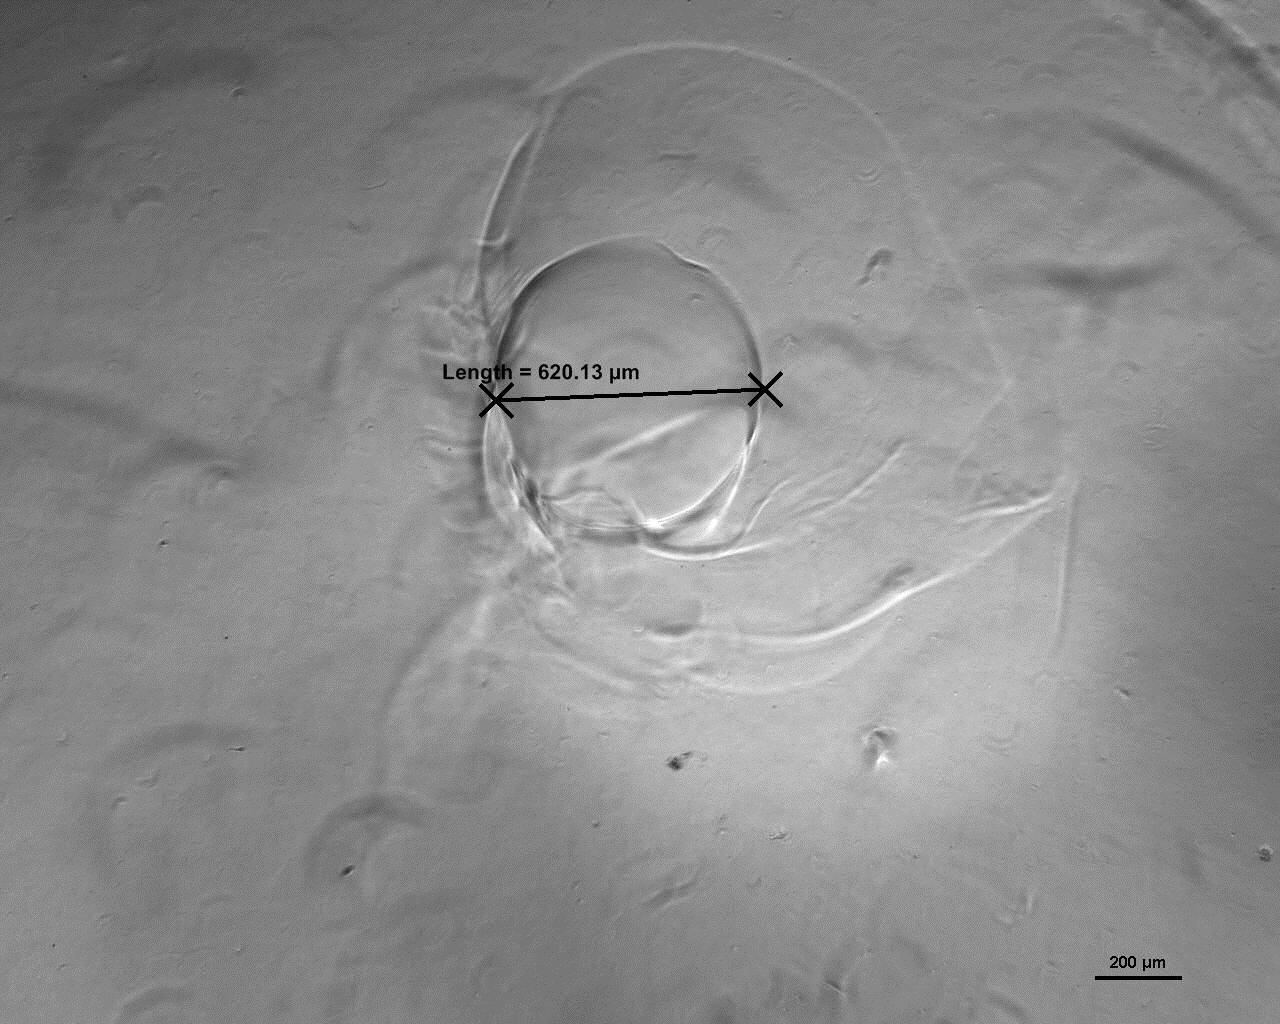 Length = 620.13 µm
200 µm